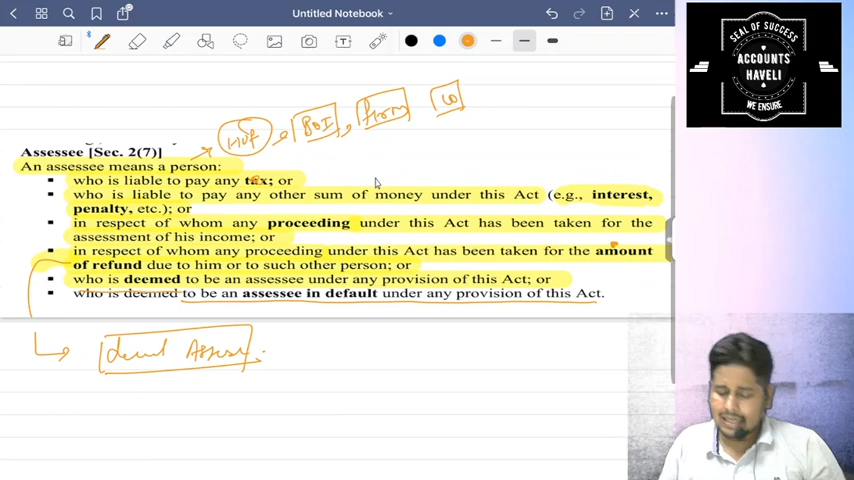 Untitled Notebook
SEAL OF SUCCESS
ACCOUNTS
HAVELI
WE ENSURE
HUF, BOI, firm CO
Assessee [Sec. 2(7)]
An assessee means a person:
▪ who is liable to pay any tax; or
▪ who is liable to pay any other sum of money under this Act (e.g., interest,
penalty, etc.); or
▪ in respect of whom any proceeding under this Act has been taken for the
assessment of his income; or
▪ in respect of whom any proceeding under this Act has been taken for the amount
of refund due to him or to such other person; or
▪ who is deemed to be an assessee under any provision of this Act; or
▪ who is deemed to be an assessee in default under any provision of this Act.